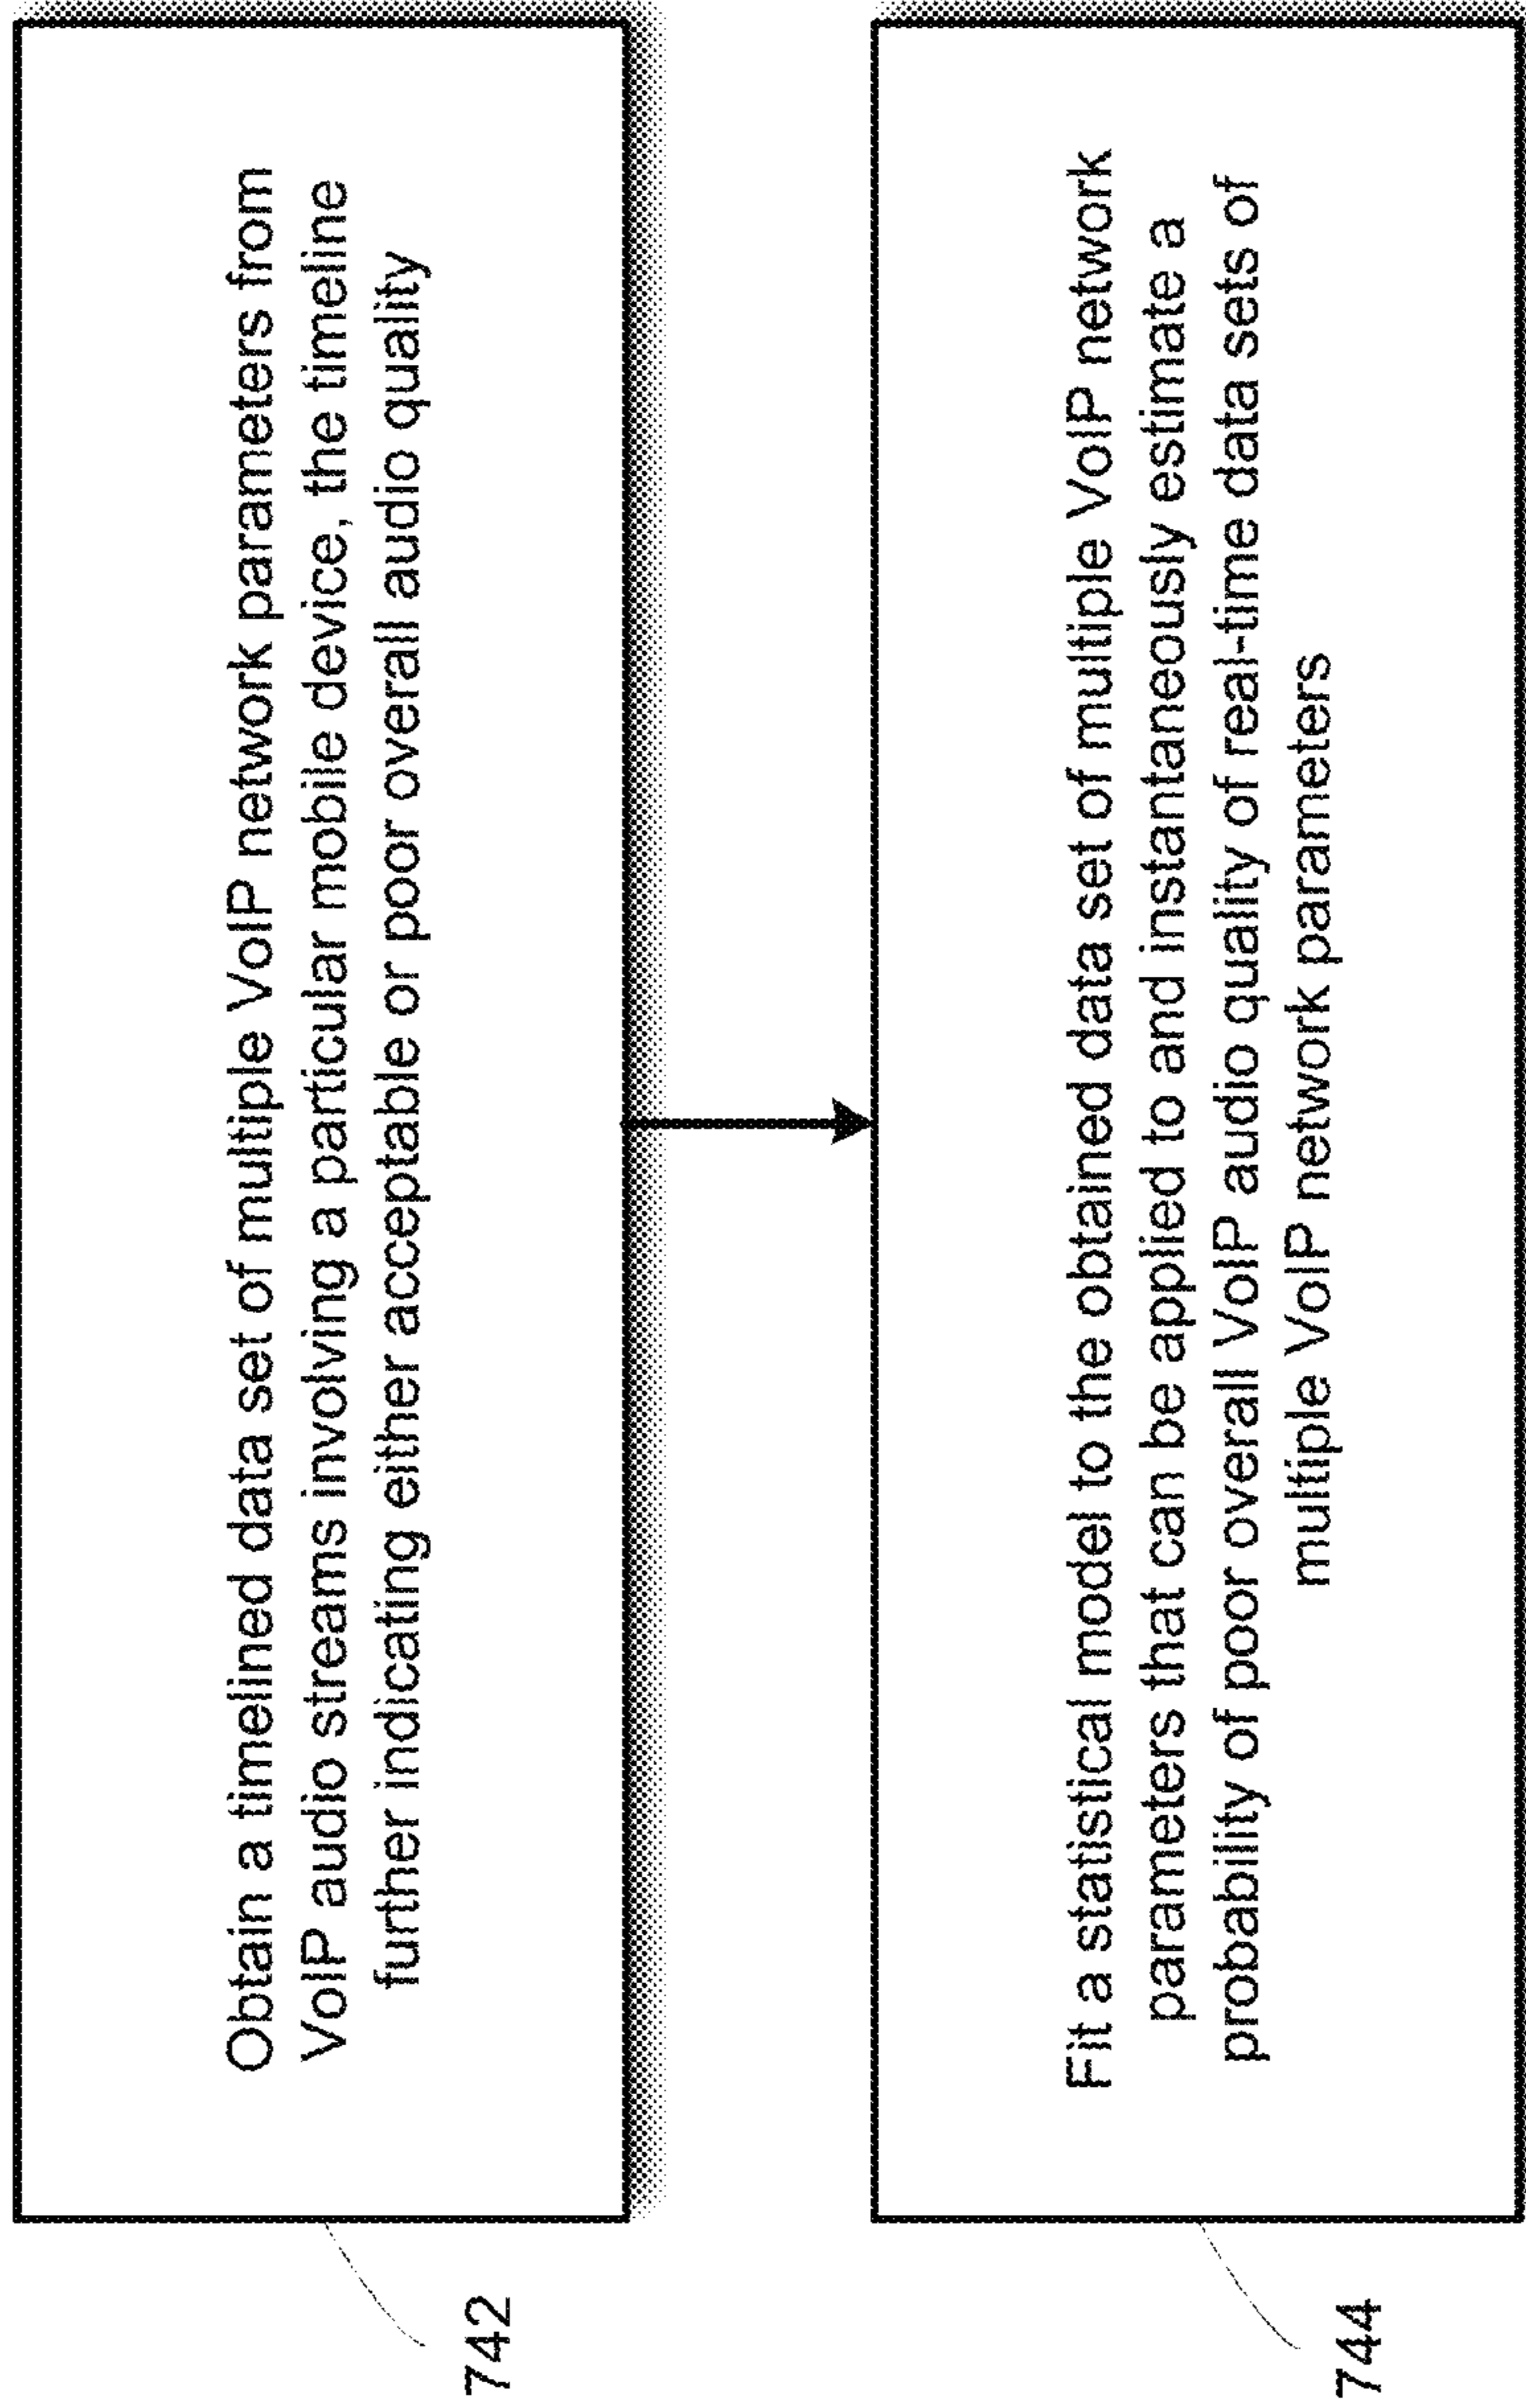 Obtain a timelined data set of multiple VoIP network parameters from
VoIP audio streams involving a particular mobile device, the timeline
further indicating either acceptable or poor overall audio quality
742
Fit a statistical model to the obtained data set of multiple VoIP network
parameters that can be applied to and instantaneously estimate a
probability of poor overall VoIP audio quality of real-time data sets of
multiple VoIP network parameters
744